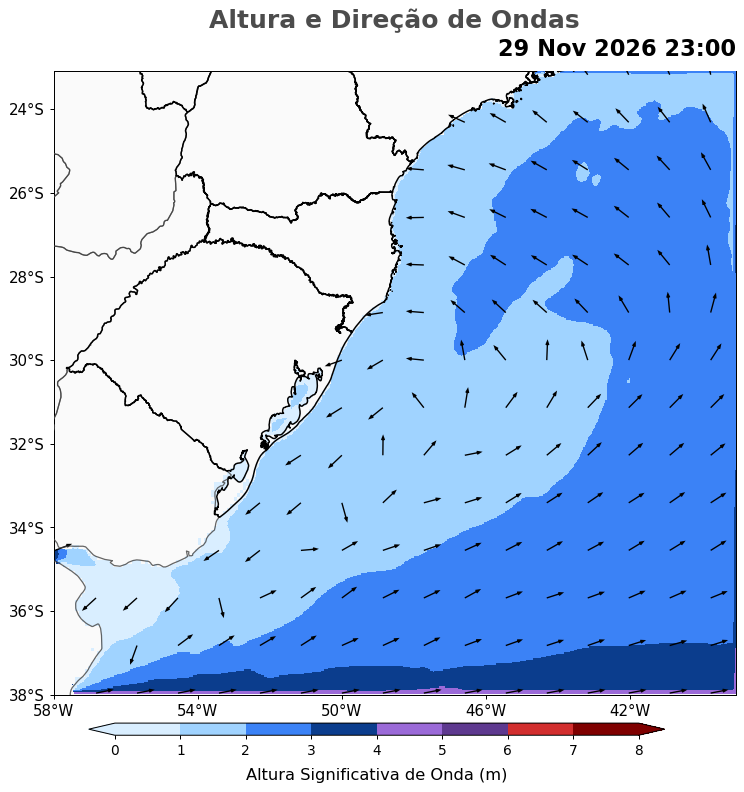 Altura e Direção de Ondas
29 Nov 2026 23:00
24°S
26°S
28°S
30°S
32°S
34°S
36°S
38°S
58°W 54°W 50°W 46°W 42°W
0 1 2 3 4 5 6 7 8
Altura Significativa de Onda (m)